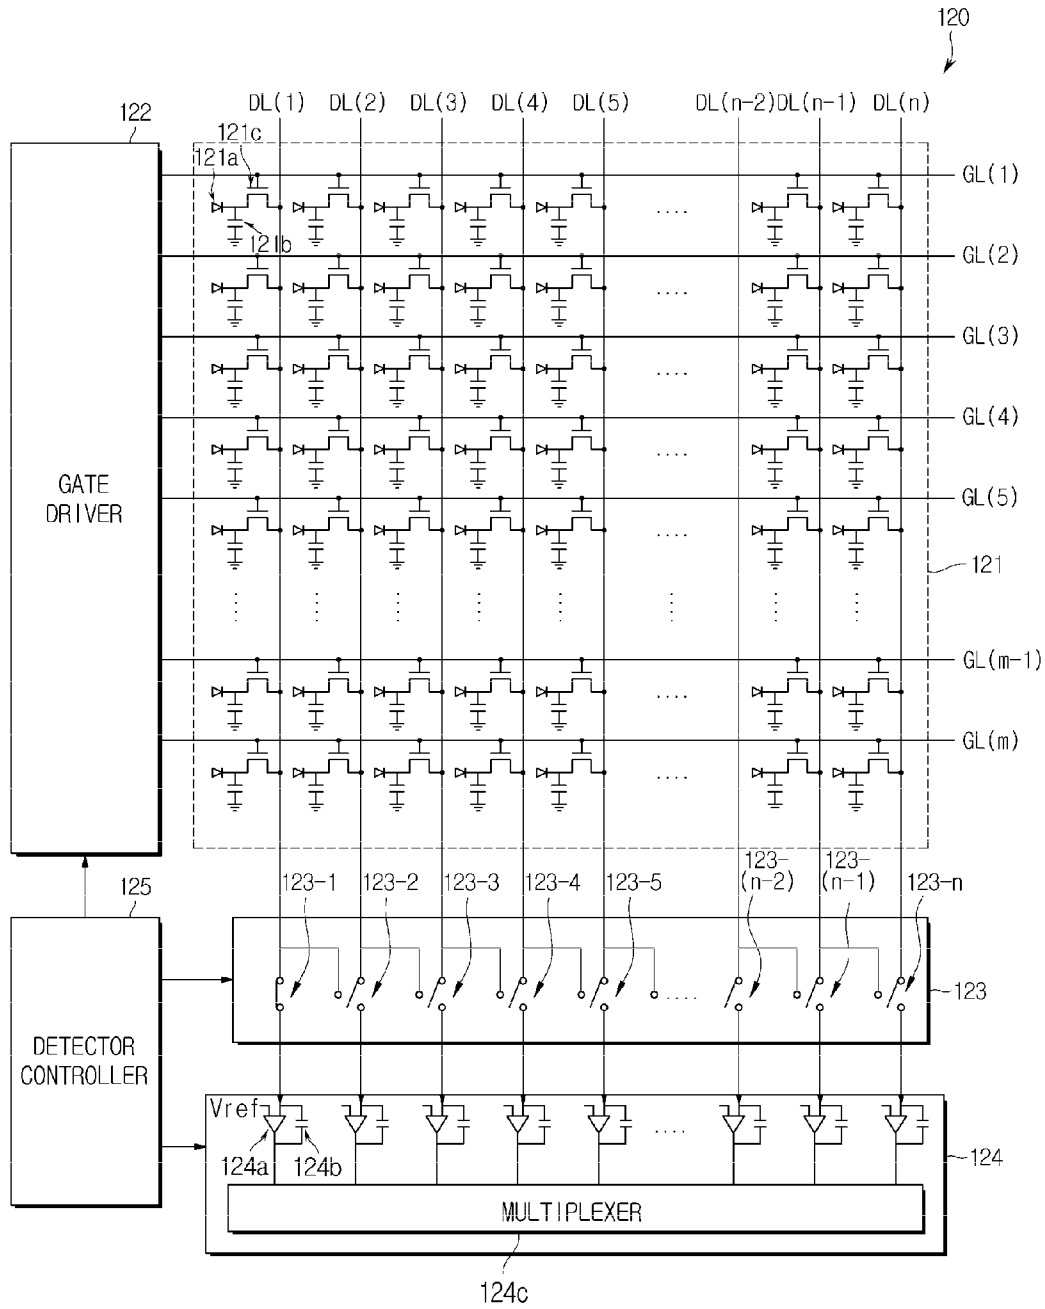 120
DL(1) DL(2) DL(3) DL(4) DL(5) DL(n-2) DL(n-1) DL(n)
122
121c
121a
GL(1)
121b
GL(2)
GL(3)
GL(4)
GATE
DRIVER
GL(5)
121
GL(m-1)
GL(m)
125
123-1 123-2 123-3 123-4 123-5 123-(n-2) 123-(n-1) 123-n
123
DETECTOR
CONTROLLER
Vref
124a 124b
124
MULTIPLEXER
124c